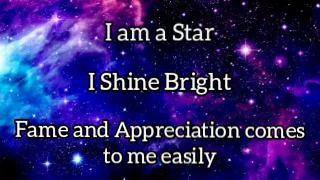 I am a Star
I Shine Bright
Fame and Appreciation comes
to me easily